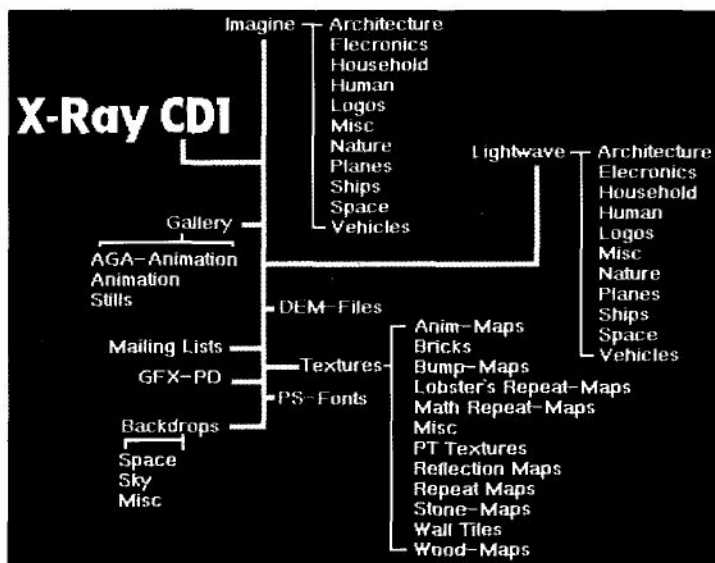 Imagine
Architecture
Elecronics
Household
Human
Logos
Misc
Nature
Planes
Ships
Space
Vehicles
X-Ray CD1
Lightwave
Architecture
Elecronics
Household
Human
Logos
Misc
Nature
Planes
Ships
Space
Vehicles
Gallery
AGA-Animation
Animation
Stills
DEM-Files
Mailing Lists
Textures
Anim-Maps
Bricks
Bump-Maps
Lobster's Repeat-Maps
Math Repeat-Maps
Misc
PT Textures
Reflection Maps
Repeat Maps
Stone-Maps
Wall Tiles
Wood-Maps
GFX-PD
PS-Fonts
Backdrops
Space
Sky
Misc